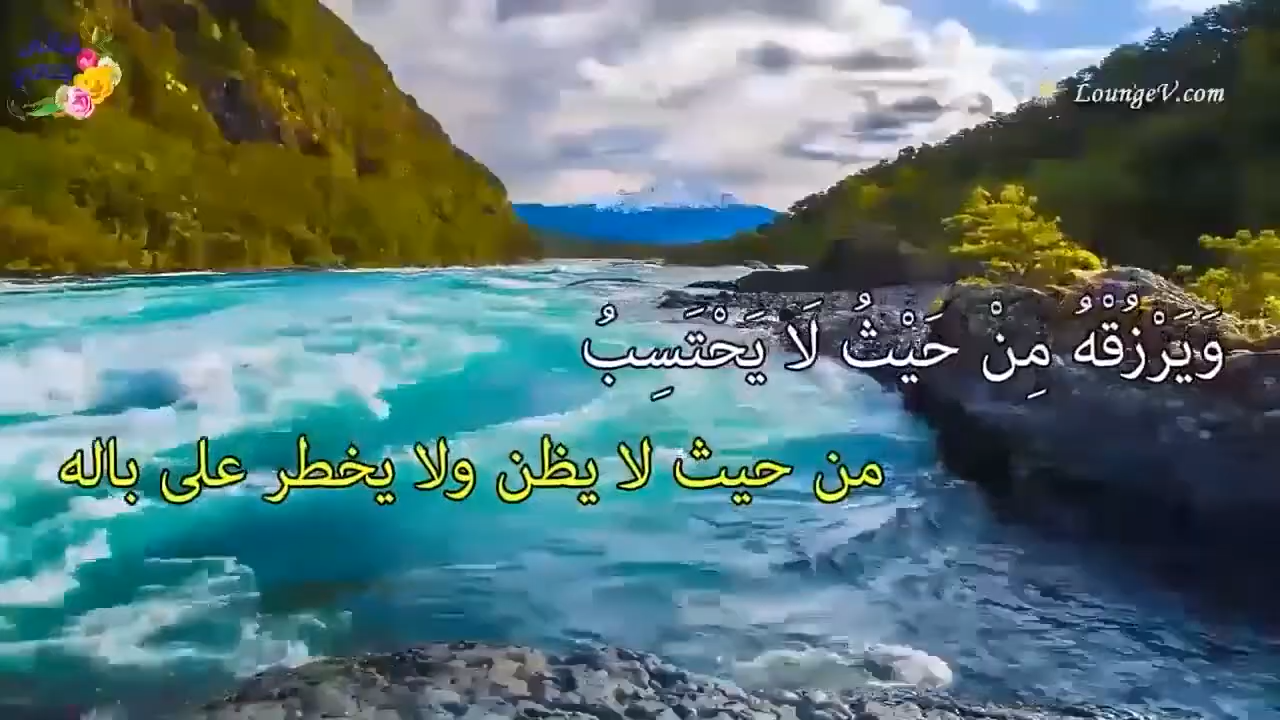 LoungeV.com
وَيَرْزُقْهُ مِنْ حَيْثُ لَا يَحْتَسِبُ
من حيث لا يظن ولا يخطر على باله